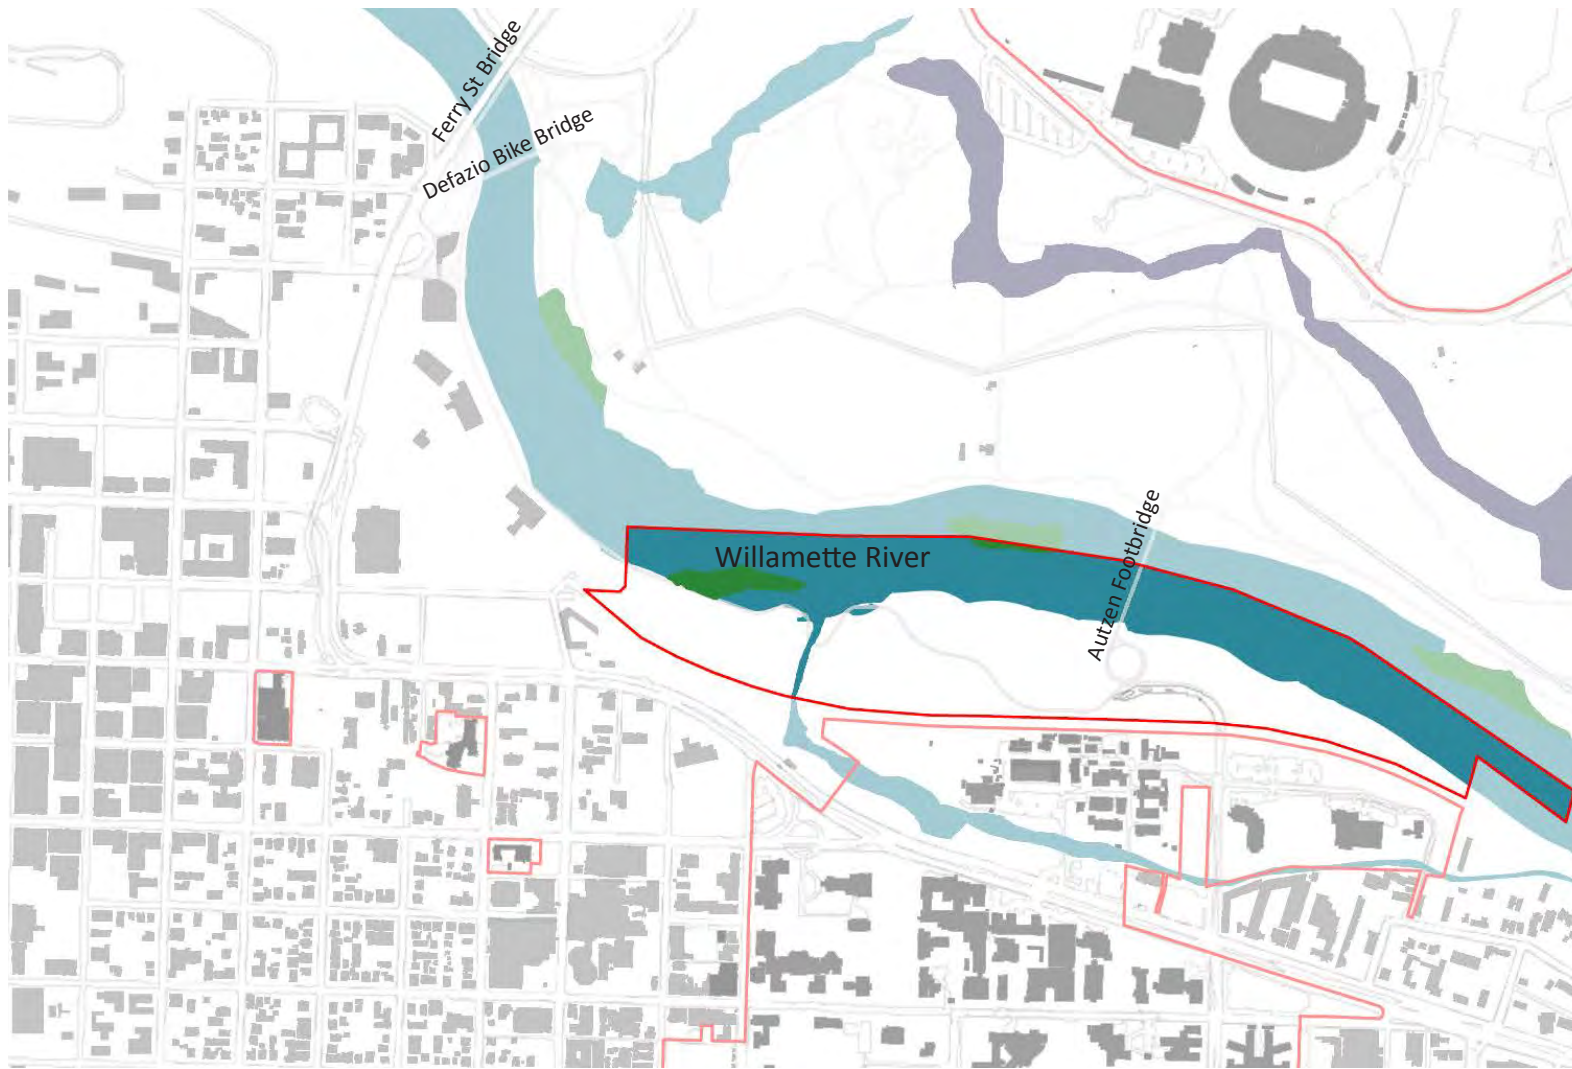 Ferry St Bridge
Defazio Bike Bridge
Willamette River
Autzen Footbridge